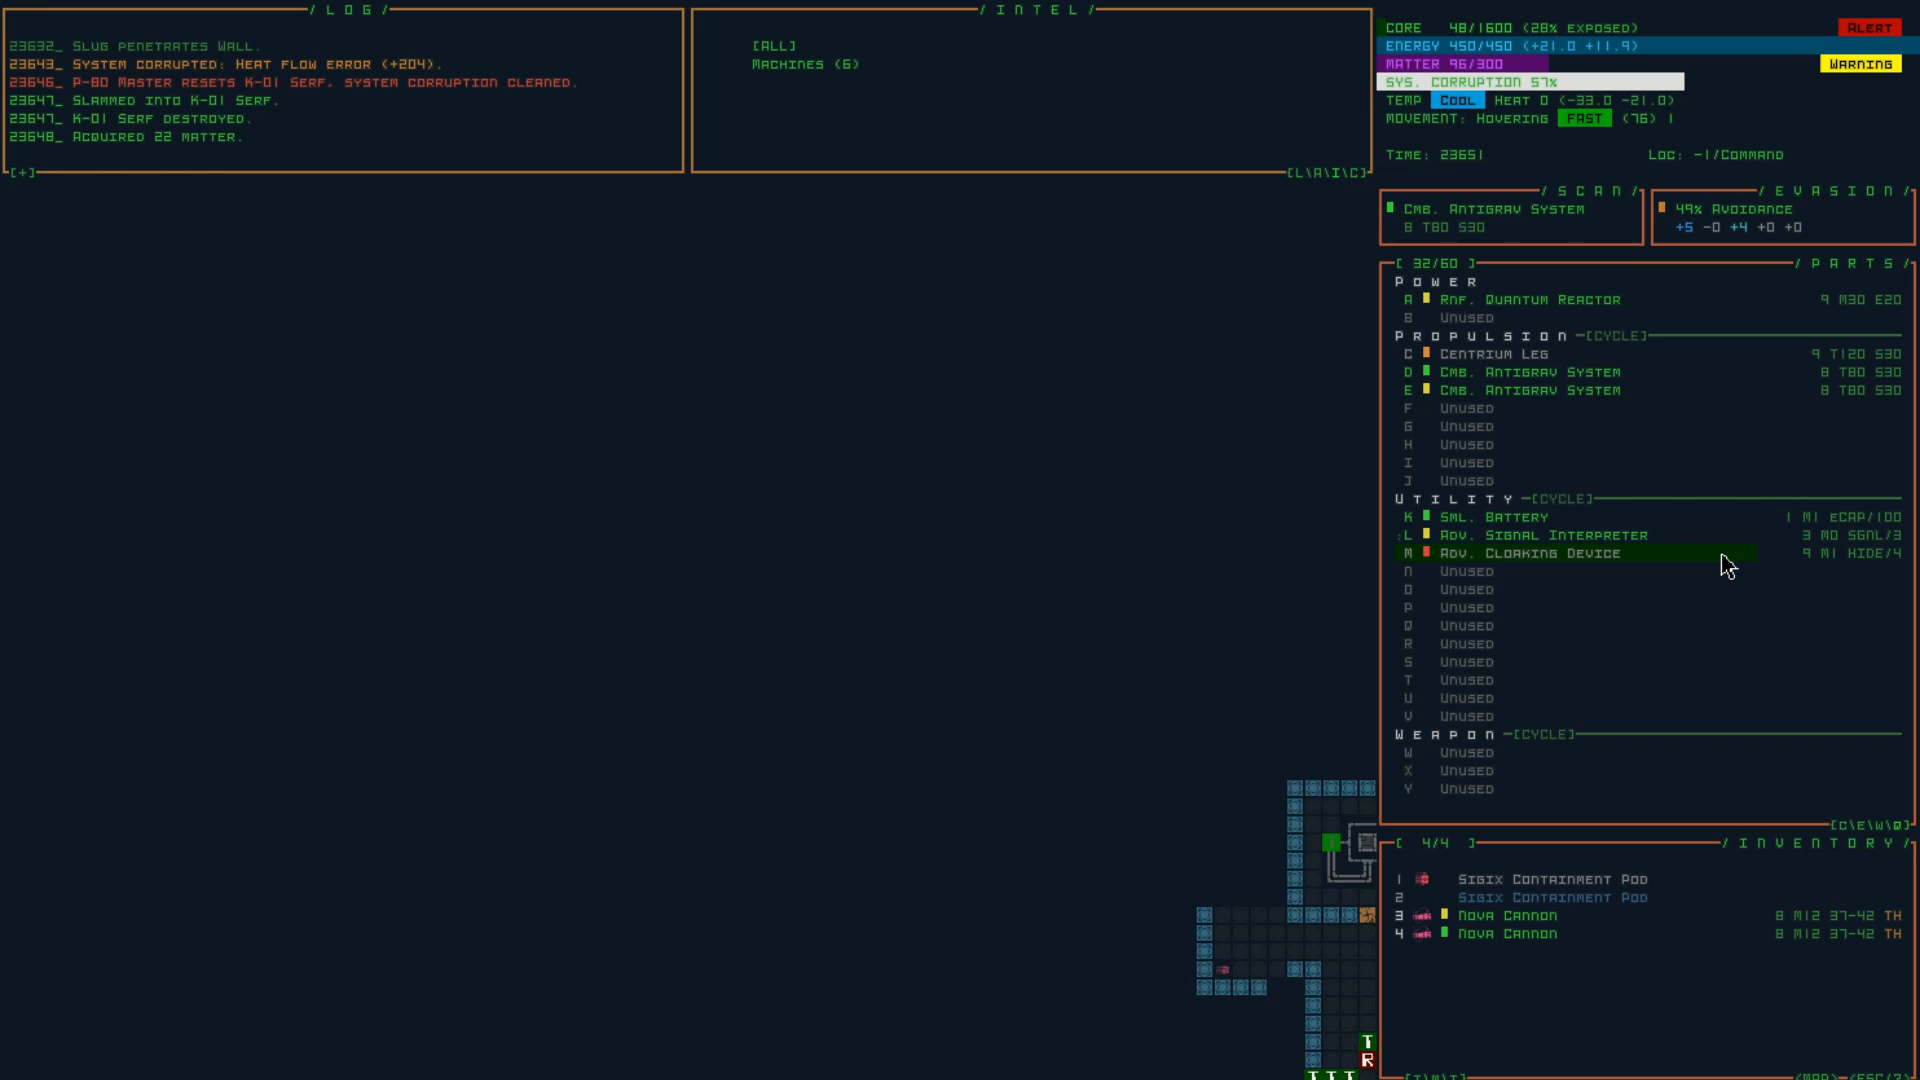 / L O G /
23632_ Slug penetrates Wall.
23643_ System corrupted: Heat Flow Error (+204).
23646_ P-80 Master resets K-01 Serf, system corruption cleaned.
23647_ Slammed into K-01 Serf.
23647_ K-01 Serf destroyed.
23648_ Acquired 22 matter.
[+]
/ I N T E L /
[ALL]
Machines (6)
[L\A\I\C]
CORE 48/1600 (28% EXPOSED)
ALERT
ENERGY 450/450 (+21.0 +11.9)
MATTER 96/300
WARNING
SYS. CORRUPTION 57%
TEMP COOL HEAT 0 (-33.0 -21.0)
MOVEMENT: Hovering FAST (76) 1
TIME: 23651
LOC: -1/Command
/ S C A N /
Cmb. Antigrav System
8 T80 S30
/ E V A S I O N /
49% Avoidance
+5 -0 +4 +0 +0
[ 32/60 ]
/ P A R T S /
P O W E R
A Rnf. Quantum Reactor 9 M30 E20
B Unused
P R O P U L S I O N [CYCLE]
C Centrium Leg 9 T120 S30
D Cmb. Antigrav System 8 T80 S30
E Cmb. Antigrav System 8 T80 S30
F Unused
G Unused
H Unused
I Unused
J Unused
U T I L I T Y [CYCLE]
K Sml. Battery 1 M1 eCAP/100
:L Adv. Signal Interpreter 3 M0 SGNL/3
M Adv. Cloaking Device 9 M1 HIDE/4
N Unused
O Unused
P Unused
Q Unused
R Unused
S Unused
T Unused
U Unused
V Unused
W E A P O N [CYCLE]
W Unused
X Unused
Y Unused
[C\E\W\Q]
[ 4/4 ]
/ I N V E N T O R Y /
1 Sigix Containment Pod
2 Sigix Containment Pod
3 Nova Cannon 8 M12 37-42 TH
4 Nova Cannon 8 M12 37-42 TH
T
R
T T T
[T\M\I]
<MAP> <ESC/?>